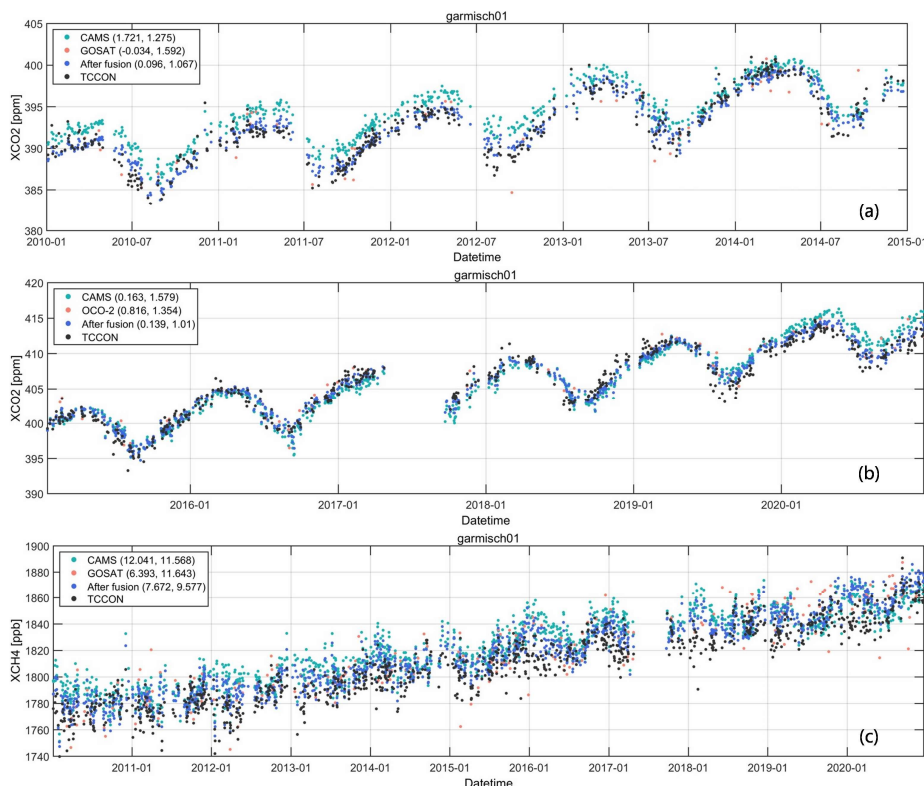 garmisch01
405
400
395
390
385
380
XCO2 [ppm]
CAMS (1.721, 1.275)
GOSAT (-0.034, 1.592)
After fusion (0.096, 1.067)
TCCON
(a)
2010-01 2010-07 2011-01 2011-07 2012-01 2012-07 2013-01 2013-07 2014-01 2014-07 2015-01
Datetime
garmisch01
420
415
410
405
400
395
390
XCO2 [ppm]
CAMS (0.163, 1.579)
OCO-2 (0.816, 1.354)
After fusion (0.139, 1.01)
TCCON
(b)
2016-01 2017-01 2018-01 2019-01 2020-01
Datetime
garmisch01
1900
1880
1860
1840
1820
1800
1780
1760
1740
XCH4 [ppb]
CAMS (12.041, 11.568)
GOSAT (6.393, 11.643)
After fusion (7.672, 9.577)
TCCON
(c)
2011-01 2012-01 2013-01 2014-01 2015-01 2016-01 2017-01 2018-01 2019-01 2020-01
Datetime